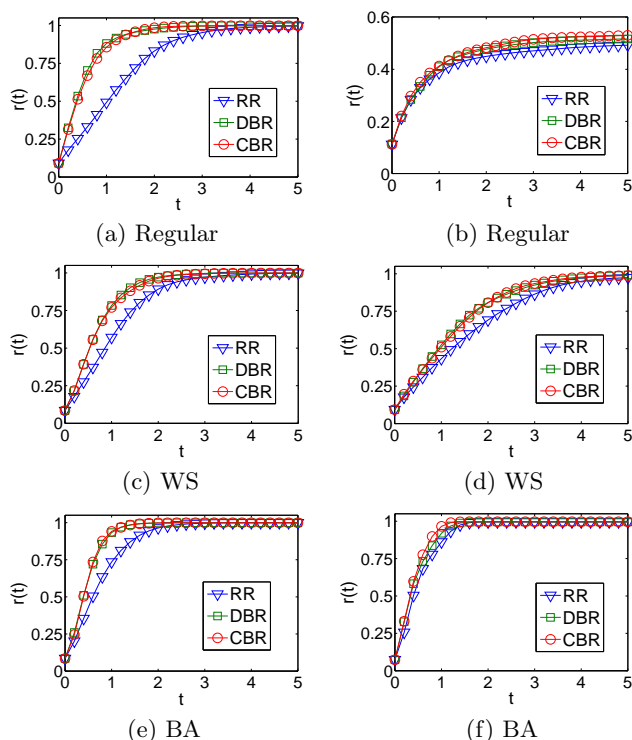 1
0.75
0.5
0.25
0
r(t)
RR
DBR
CBR
0 1 2 3 4 5
t
(a) Regular
0.6
0.4
0.2
0
r(t)
RR
DBR
CBR
0 1 2 3 4 5
t
(b) Regular
1
0.75
0.5
0.25
0
r(t)
RR
DBR
CBR
0 1 2 3 4 5
t
(c) WS
1
0.75
0.5
0.25
0
r(t)
RR
DBR
CBR
0 1 2 3 4 5
t
(d) WS
1
0.75
0.5
0.25
0
r(t)
RR
DBR
CBR
0 1 2 3 4 5
t
(e) BA
1
0.75
0.5
0.25
0
r(t)
RR
DBR
CBR
0 1 2 3 4 5
t
(f) BA